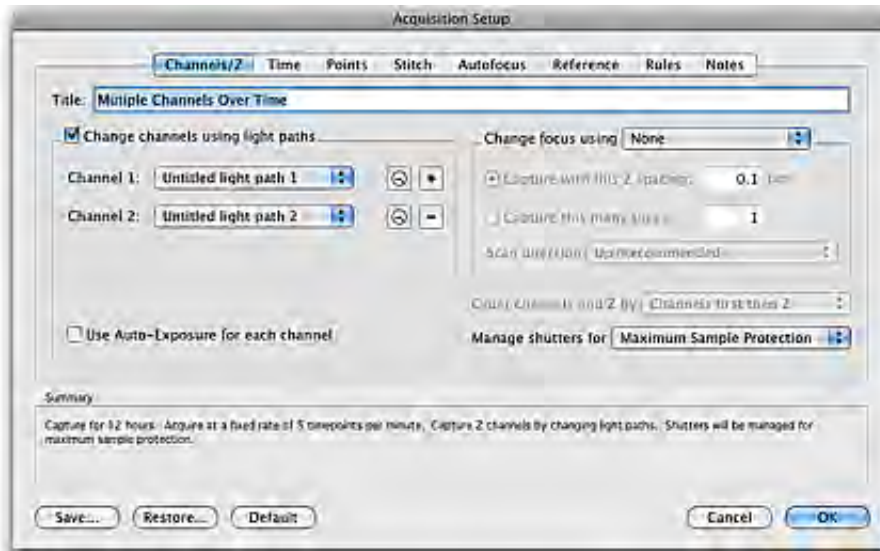 Acquisition Setup
Channels/Z Time Points Stitch Autofocus Reference Rules Notes
Title: Mutiple Channels Over Time
Change channels using light paths
Change focus using None
Channel 1: Untitled light path 1 +
Capture with this Z spacing: 0.1
Channel 2: Untitled light path 2 -
Capture this many 1
Scan direction Up(Recommended)
channels and Z by: Channels first then Z
Use Auto-Exposure for each channel
Manage shutters for Maximum Sample Protection
Summary
Capture for 12 hours. Acquire at a fixed rate of 5 timepoints per minute. Capture 2 channels by changing light paths. Shutters will be managed for
maximum sample protection.
Save... Restore... Default Cancel OK